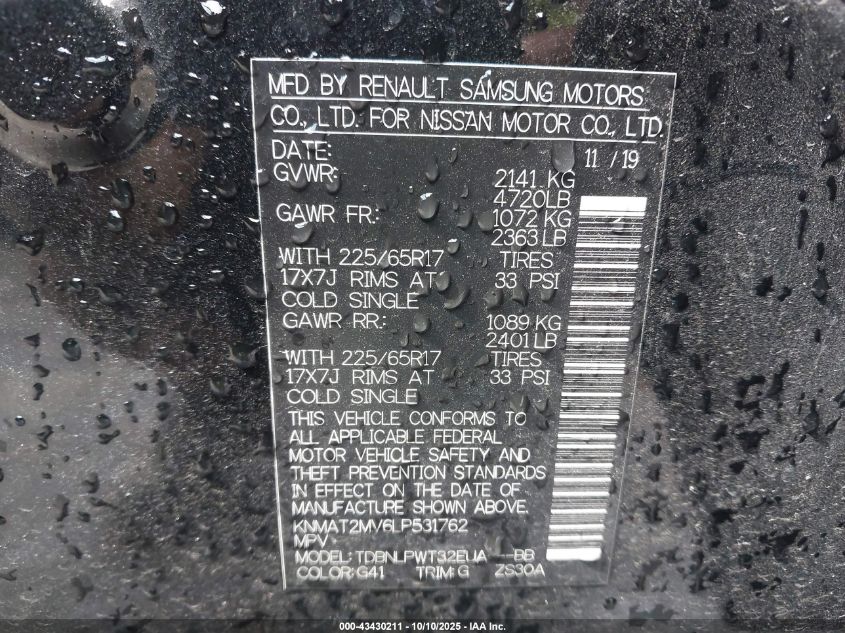 MFD BY RENAULT SAMSUNG MOTORS
CO., LTD. FOR NISSAN MOTOR CO., LTD.
DATE: 11 / 19
GVWR: 2141 KG
4720LB
GAWR FR: 1072 KG
2363 LB
WITH 225/65R17 TIRES
17X7J RIMS AT 33 PSI
COLD SINGLE
GAWR RR: 1089 KG
2401 LB
WITH 225/65R17 TIRES
17X7J RIMS AT 33 PSI
COLD SINGLE
THIS VEHICLE CONFORMS TO
ALL APPLICABLE FEDERAL
MOTOR VEHICLE SAFETY AND
THEFT PREVENTION STANDARDS
IN EFFECT ON THE DATE OF
MANUFACTURE SHOWN ABOVE.
KNMAT2MV6LP531762
MPV
MODEL: TDBNLPWT32EUA---BB
COLOR: G41 TRIM: G ZS30A
000-43430211 - 10/10/2025 - IAA Inc.